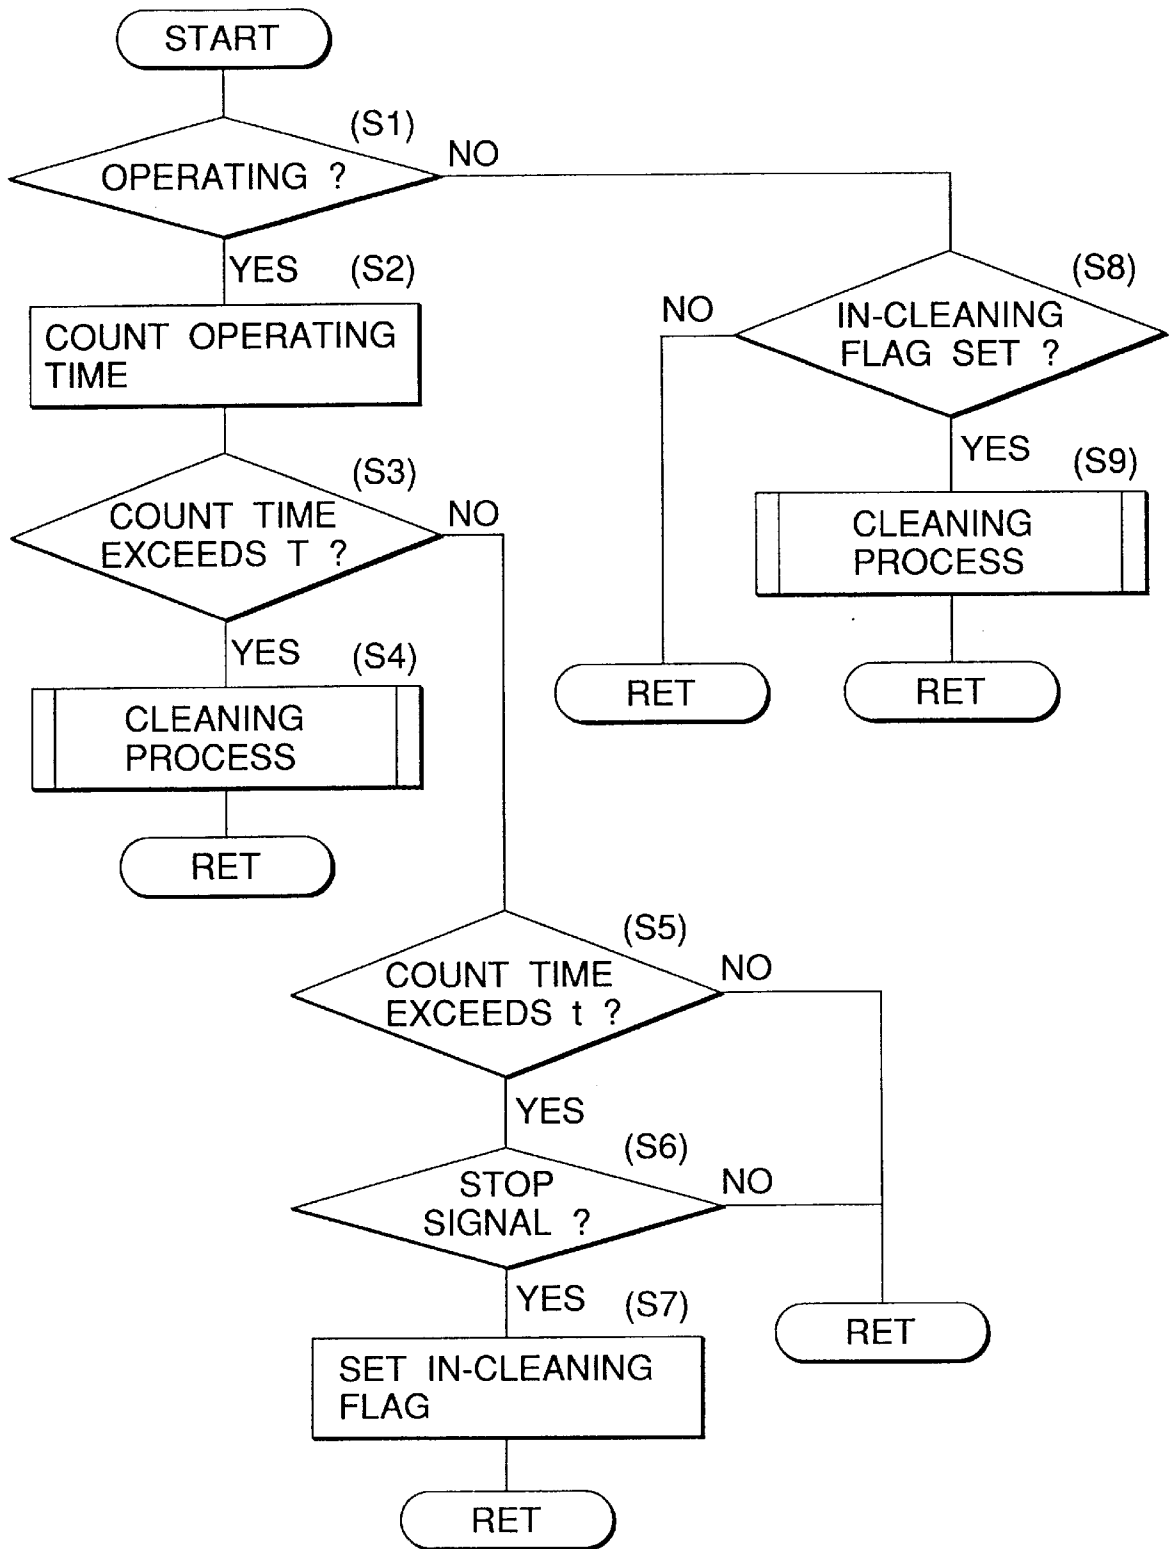 START
(S1)
OPERATING ?
NO
YES
(S2)
COUNT OPERATING
TIME
(S3)
COUNT TIME
EXCEEDS T ?
NO
YES
(S4)
CLEANING
PROCESS
RET
(S8)
IN-CLEANING
FLAG SET ?
NO
YES
(S9)
CLEANING
PROCESS
RET
RET
(S5)
COUNT TIME
EXCEEDS t ?
NO
YES
(S6)
STOP
SIGNAL ?
NO
YES
(S7)
SET IN-CLEANING
FLAG
RET
RET